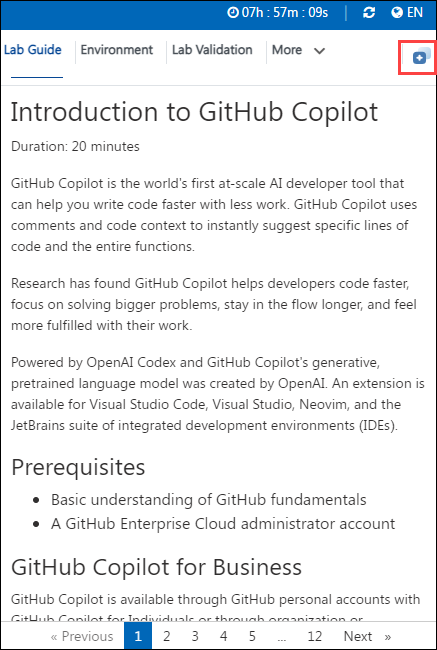 07h : 57m : 09s | EN
Lab Guide Environment Lab Validation More
Introduction to GitHub Copilot
Duration: 20 minutes
GitHub Copilot is the world's first at-scale AI developer tool that
can help you write code faster with less work. GitHub Copilot uses
comments and code context to instantly suggest specific lines of
code and the entire functions.
Research has found GitHub Copilot helps developers code faster,
focus on solving bigger problems, stay in the flow longer, and feel
more fulfilled with their work.
Powered by OpenAI Codex and GitHub Copilot's generative,
pretrained language model was created by OpenAI. An extension is
available for Visual Studio Code, Visual Studio, Neovim, and the
JetBrains suite of integrated development environments (IDEs).
Prerequisites
• Basic understanding of GitHub fundamentals
• A GitHub Enterprise Cloud administrator account
GitHub Copilot for Business
GitHub Copilot is available through GitHub personal accounts with
GitHub Copilot for Individuals or through organization or
« Previous 1 2 3 4 5 ... 12 Next »